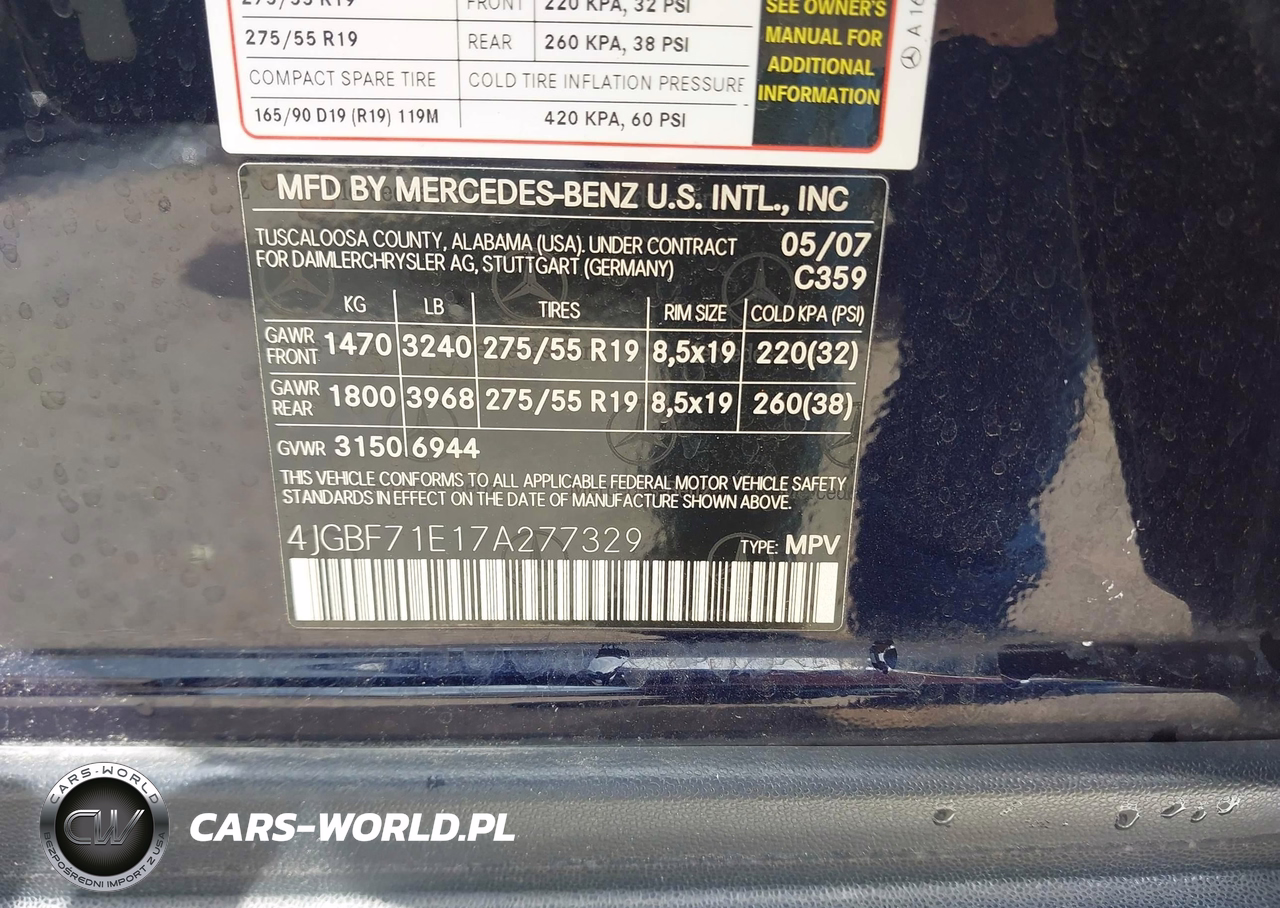 275/55 R19 FRONT 220 KPA, 32 PSI
275/55 R19 REAR 260 KPA, 38 PSI
COMPACT SPARE TIRE COLD TIRE INFLATION PRESSURE
165/90 D19 (R19) 119M 420 KPA, 60 PSI
SEE OWNER'S
MANUAL FOR
ADDITIONAL
INFORMATION
MFD BY MERCEDES-BENZ U.S. INTL., INC
TUSCALOOSA COUNTY, ALABAMA (USA). UNDER CONTRACT
FOR DAIMLERCHRYSLER AG, STUTTGART (GERMANY)
05/07
C359
KG LB TIRES RIM SIZE COLD KPA (PSI)
GAWR FRONT 1470 3240 275/55 R19 8,5x19 220(32)
GAWR REAR 1800 3968 275/55 R19 8,5x19 260(38)
GVWR 3150 6944
THIS VEHICLE CONFORMS TO ALL APPLICABLE FEDERAL MOTOR VEHICLE SAFETY
STANDARDS IN EFFECT ON THE DATE OF MANUFACTURE SHOWN ABOVE.
4JGBF71E17A277329 TYPE: MPV
CARS-WORLD
CW
BEZPOŚREDNI IMPORT Z USA
CARS-WORLD.PL